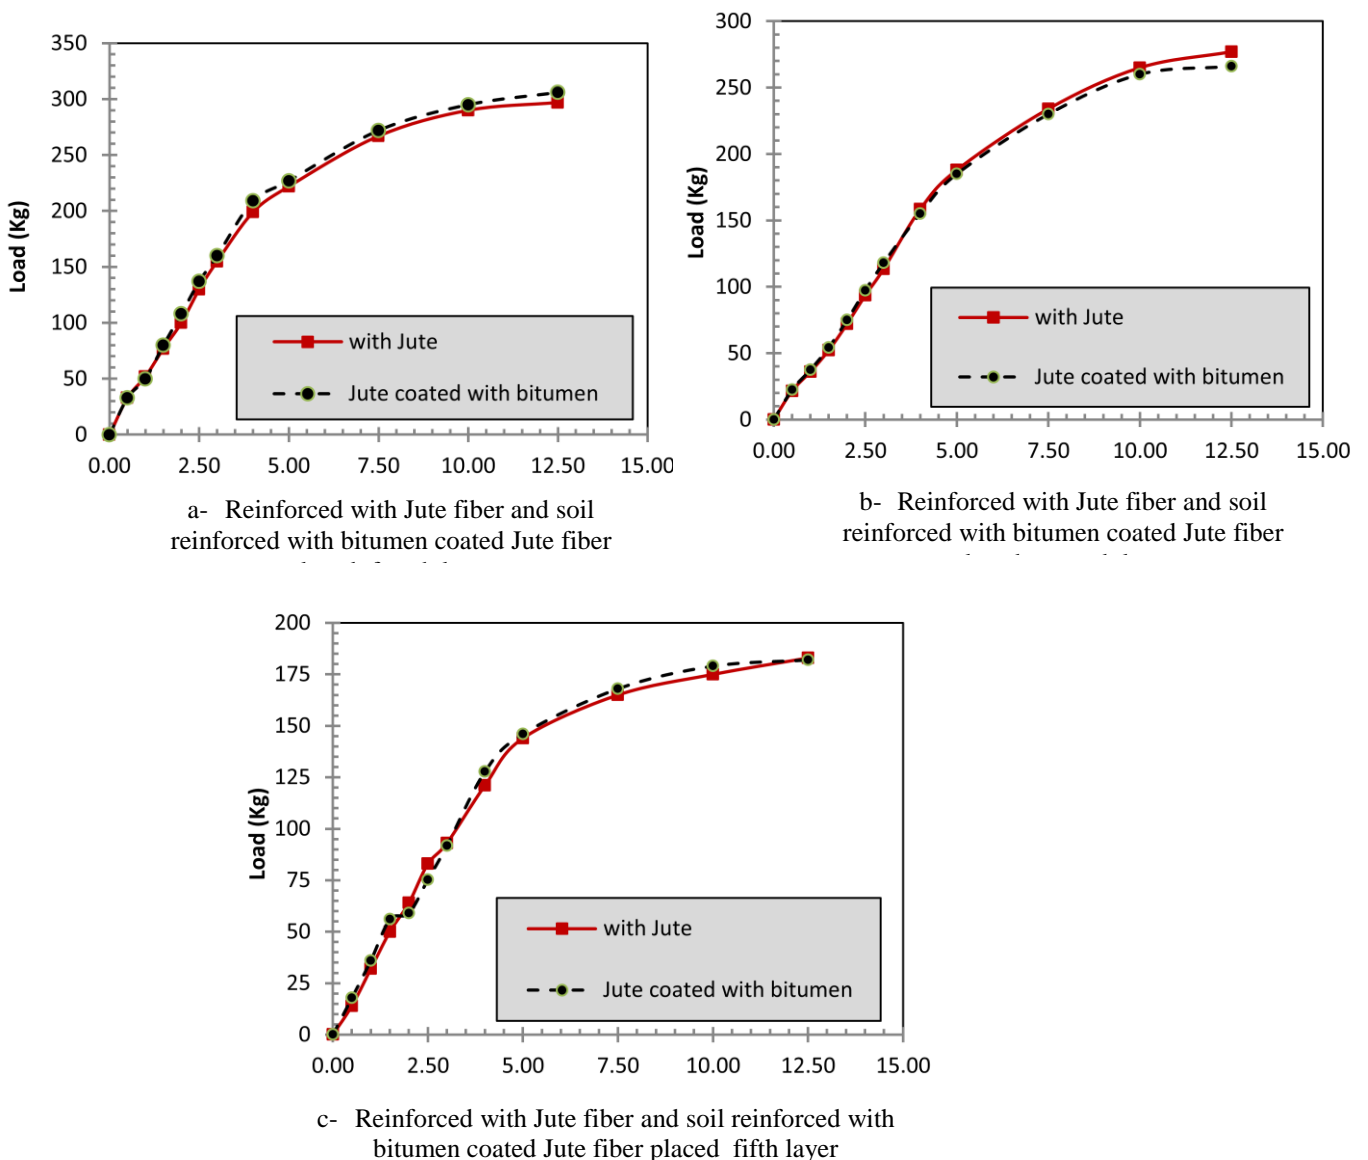 350
300
250
200
150
100
50
0
Load (Kg)
with Jute
Jute coated with bitumen
0.00 2.50 5.00 7.50 10.00 12.50 15.00
a- Reinforced with Jute fiber and soil
reinforced with bitumen coated Jute fiber
300
250
200
150
100
50
0
Load (Kg)
with Jute
Jute coated with bitumen
0.00 2.50 5.00 7.50 10.00 12.50 15.00
b- Reinforced with Jute fiber and soil
reinforced with bitumen coated Jute fiber
200
175
150
125
100
75
50
25
0
Load (Kg)
with Jute
Jute coated with bitumen
0.00 2.50 5.00 7.50 10.00 12.50 15.00
c- Reinforced with Jute fiber and soil reinforced with
bitumen coated Jute fiber placed fifth layer